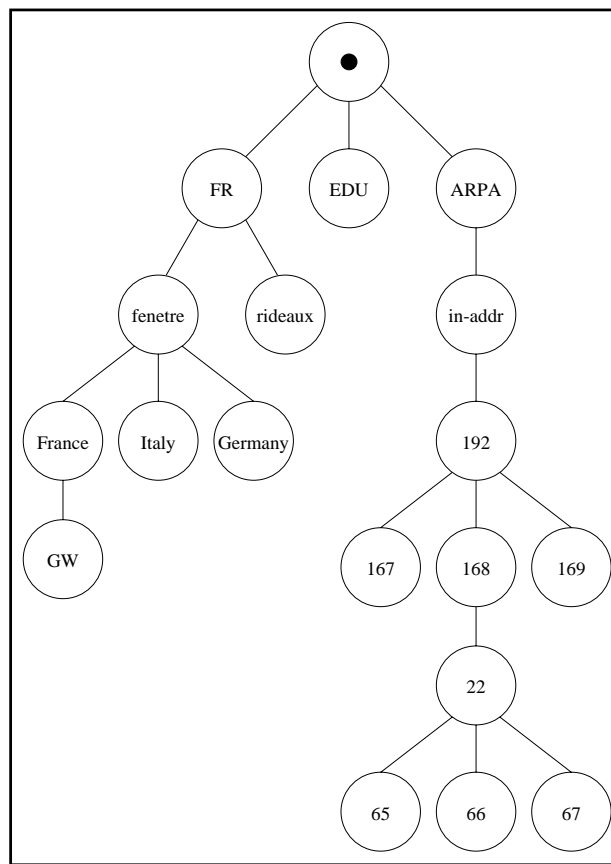 FR EDU ARPA
fenetre rideaux in-addr
France Italy Germany 192
GW 167 168 169
22
65 66 67